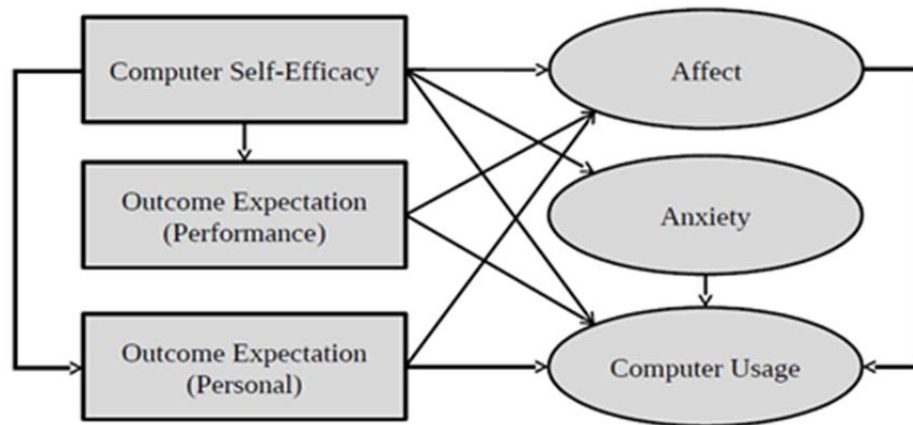 Computer Self-Efficacy
Affect
Outcome Expectation
(Performance)
Anxiety
Outcome Expectation
(Personal)
Computer Usage